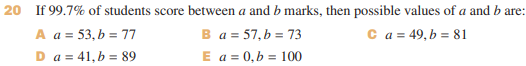 20 If 99.7% of students score between a and b marks, then possible values of a and b are:
A a = 53, b = 77 B a = 57, b = 73 C a = 49, b = 81
D a = 41, b = 89 E a = 0, b = 100